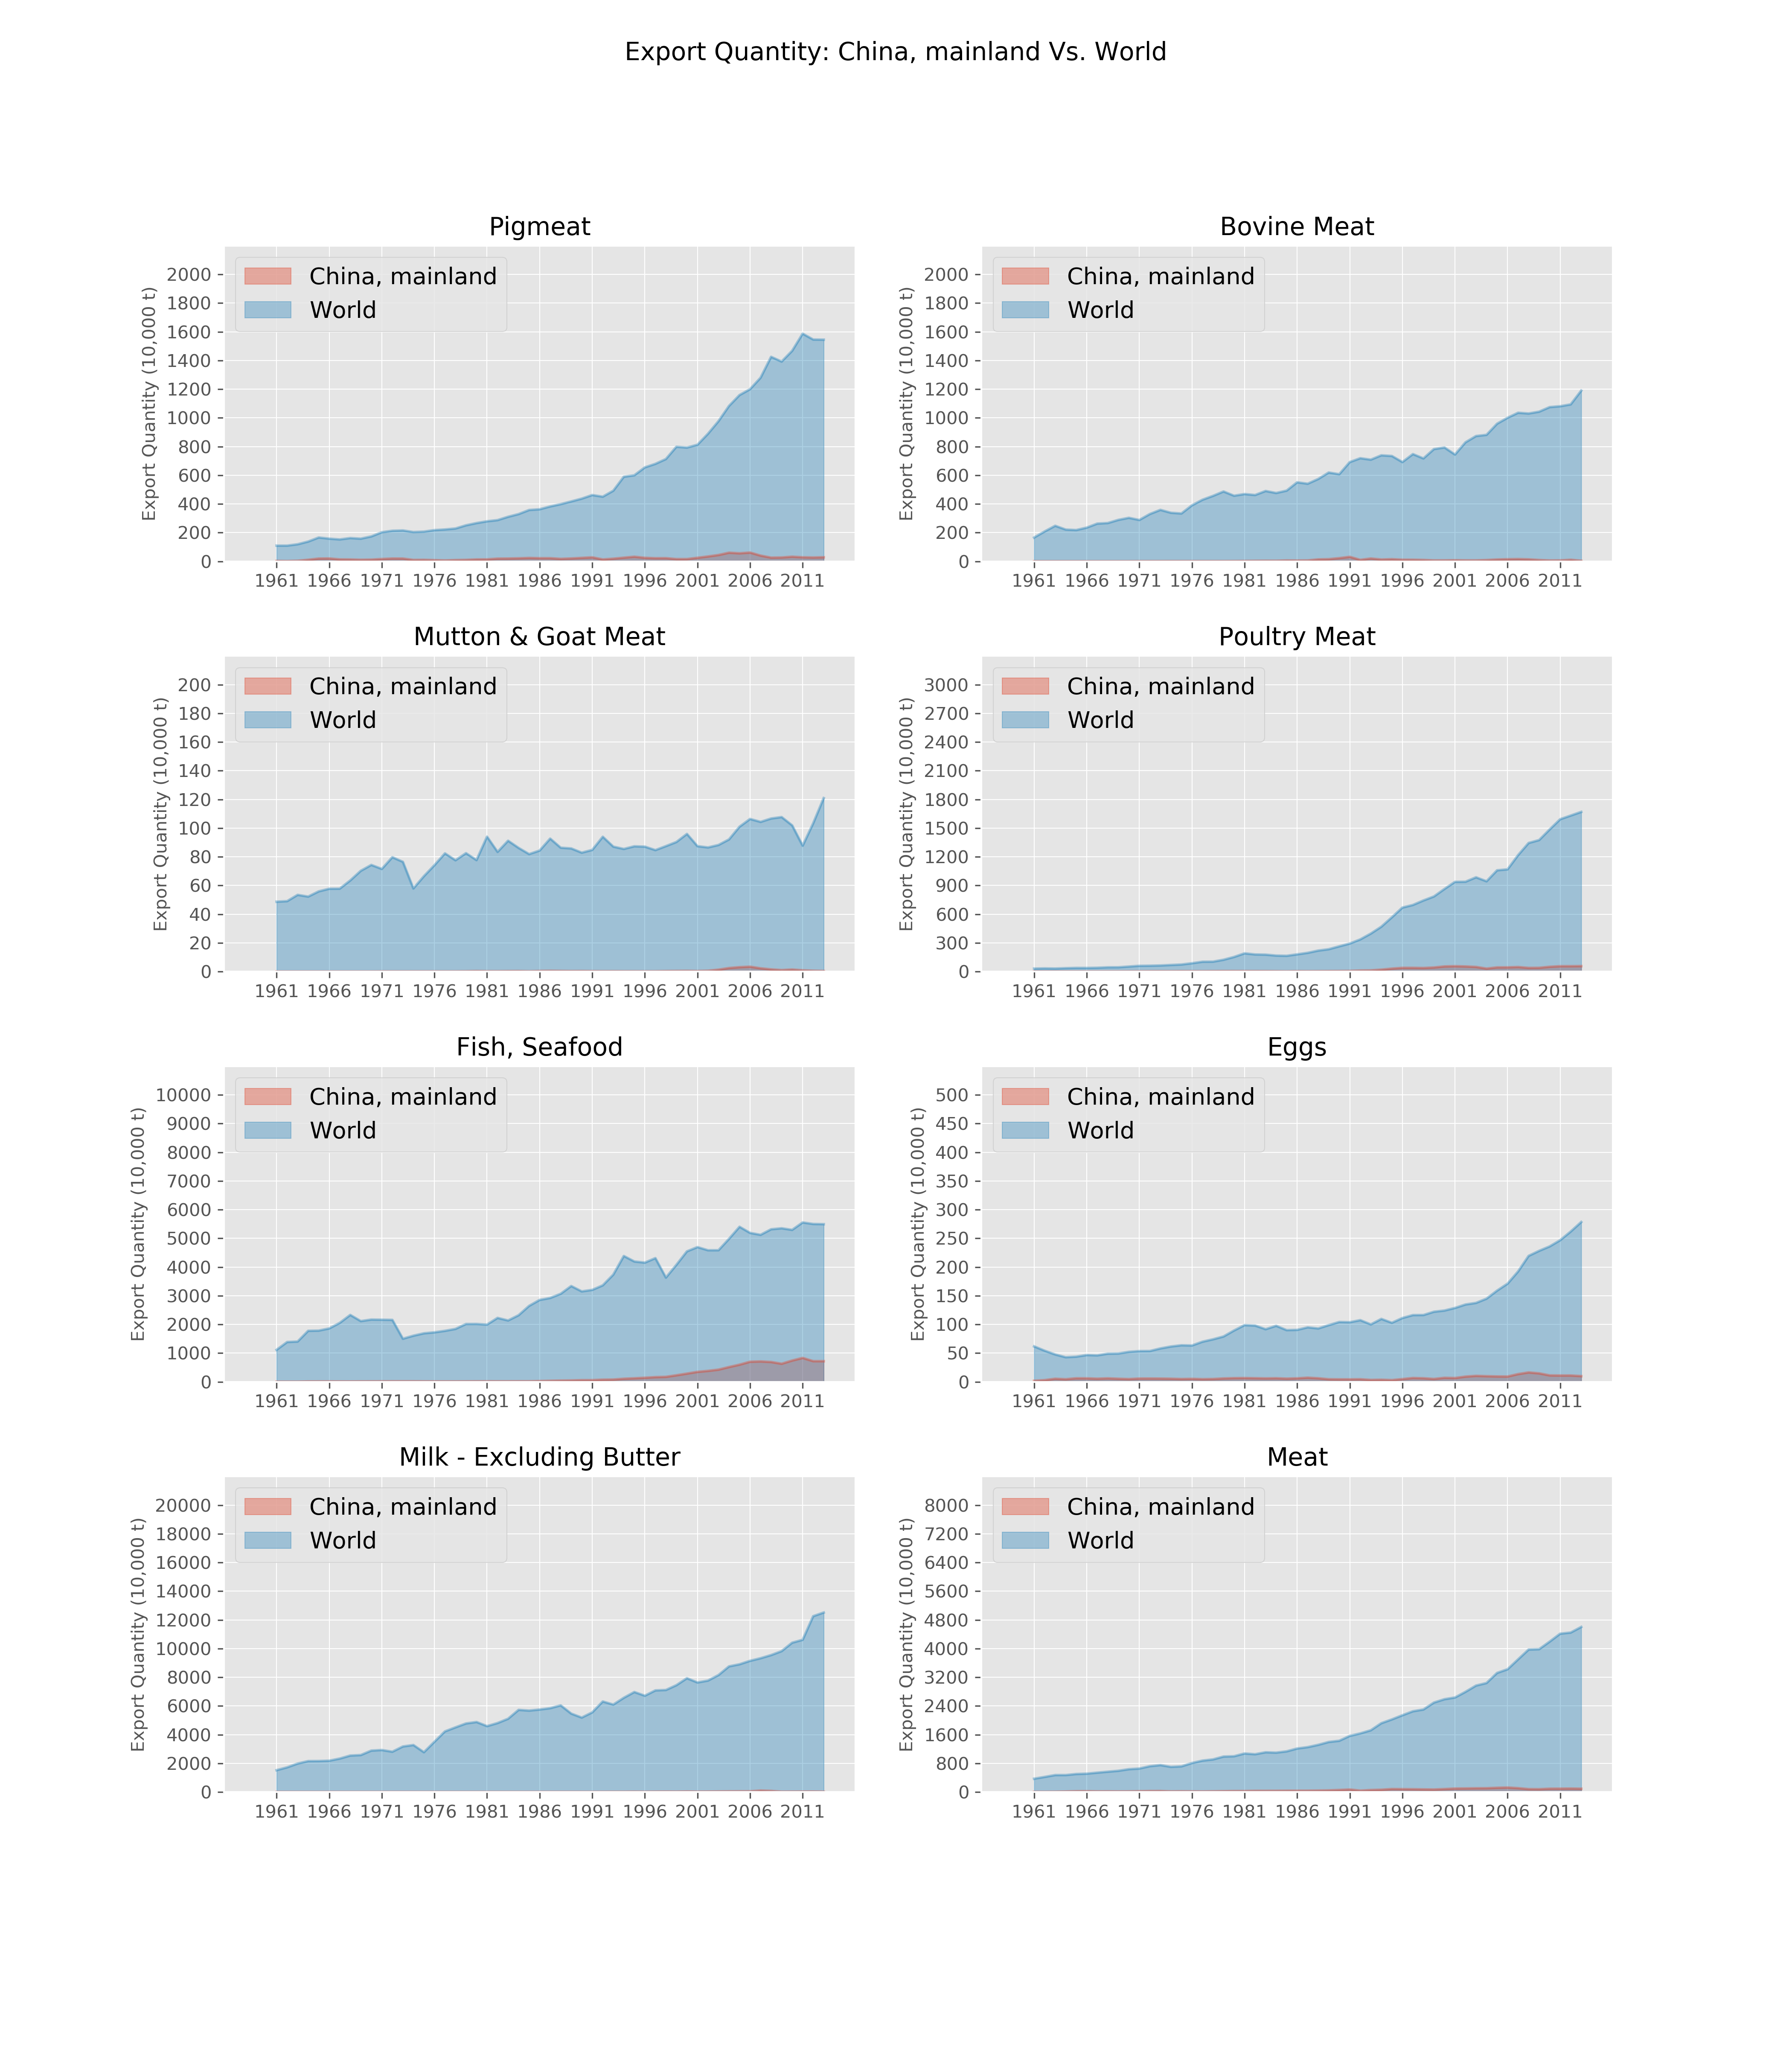 Export Quantity: China, mainland Vs. World
Pigmeat
China, mainland
World
Export Quantity (10,000 t)
2000
1800
1600
1400
1200
1000
800
600
400
200
0
1961 1966 1971 1976 1981 1986 1991 1996 2001 2006 2011
Bovine Meat
China, mainland
World
Export Quantity (10,000 t)
2000
1800
1600
1400
1200
1000
800
600
400
200
0
1961 1966 1971 1976 1981 1986 1991 1996 2001 2006 2011
Mutton & Goat Meat
China, mainland
World
Export Quantity (10,000 t)
200
180
160
140
120
100
80
60
40
20
0
1961 1966 1971 1976 1981 1986 1991 1996 2001 2006 2011
Poultry Meat
China, mainland
World
Export Quantity (10,000 t)
3000
2700
2400
2100
1800
1500
1200
900
600
300
0
1961 1966 1971 1976 1981 1986 1991 1996 2001 2006 2011
Fish, Seafood
China, mainland
World
Export Quantity (10,000 t)
10000
9000
8000
7000
6000
5000
4000
3000
2000
1000
0
1961 1966 1971 1976 1981 1986 1991 1996 2001 2006 2011
Eggs
China, mainland
World
Export Quantity (10,000 t)
500
450
400
350
300
250
200
150
100
50
0
1961 1966 1971 1976 1981 1986 1991 1996 2001 2006 2011
Milk - Excluding Butter
China, mainland
World
Export Quantity (10,000 t)
20000
18000
16000
14000
12000
10000
8000
6000
4000
2000
0
1961 1966 1971 1976 1981 1986 1991 1996 2001 2006 2011
Meat
China, mainland
World
Export Quantity (10,000 t)
8000
7200
6400
5600
4800
4000
3200
2400
1600
800
0
1961 1966 1971 1976 1981 1986 1991 1996 2001 2006 2011